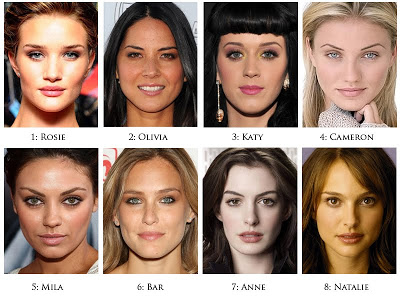 1: Rosie
2: Olivia
3: Katy
4: Cameron
5: Mila
6: Bar
7: Anne
8: Natalie